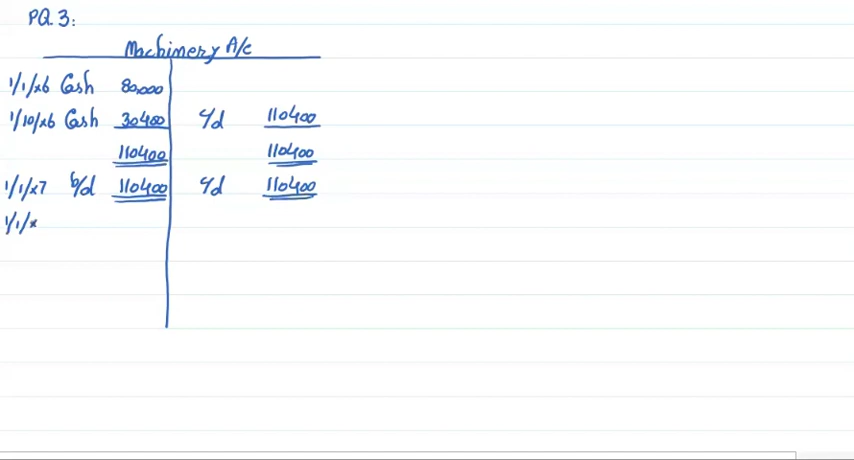 PQ. 3:
Machinery A/c
1/1/x6 Cash 80,000
1/10/x6 Cash 30400 c/d 110400
110400 110400
1/1/x7 b/d 110400 c/d 110400
1/1/x